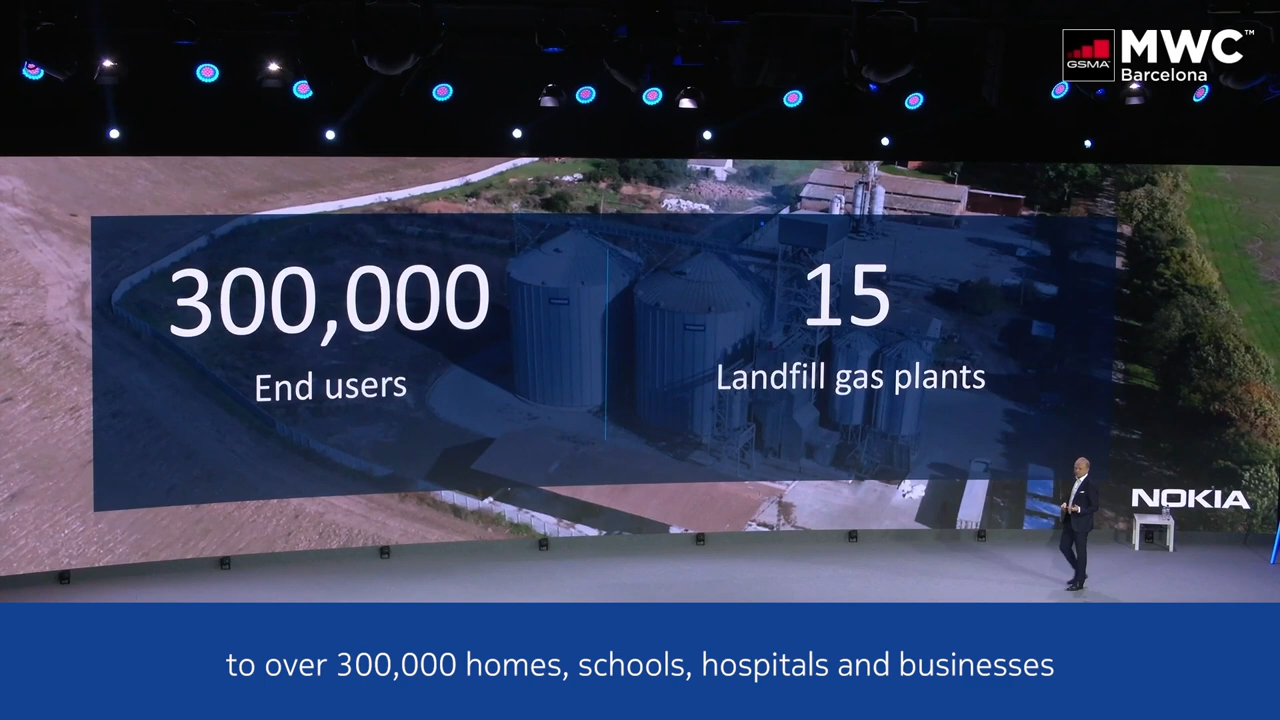 GSMA
MWC™
Barcelona
300,000
End users
15
Landfill gas plants
NOKIA
to over 300,000 homes, schools, hospitals and businesses